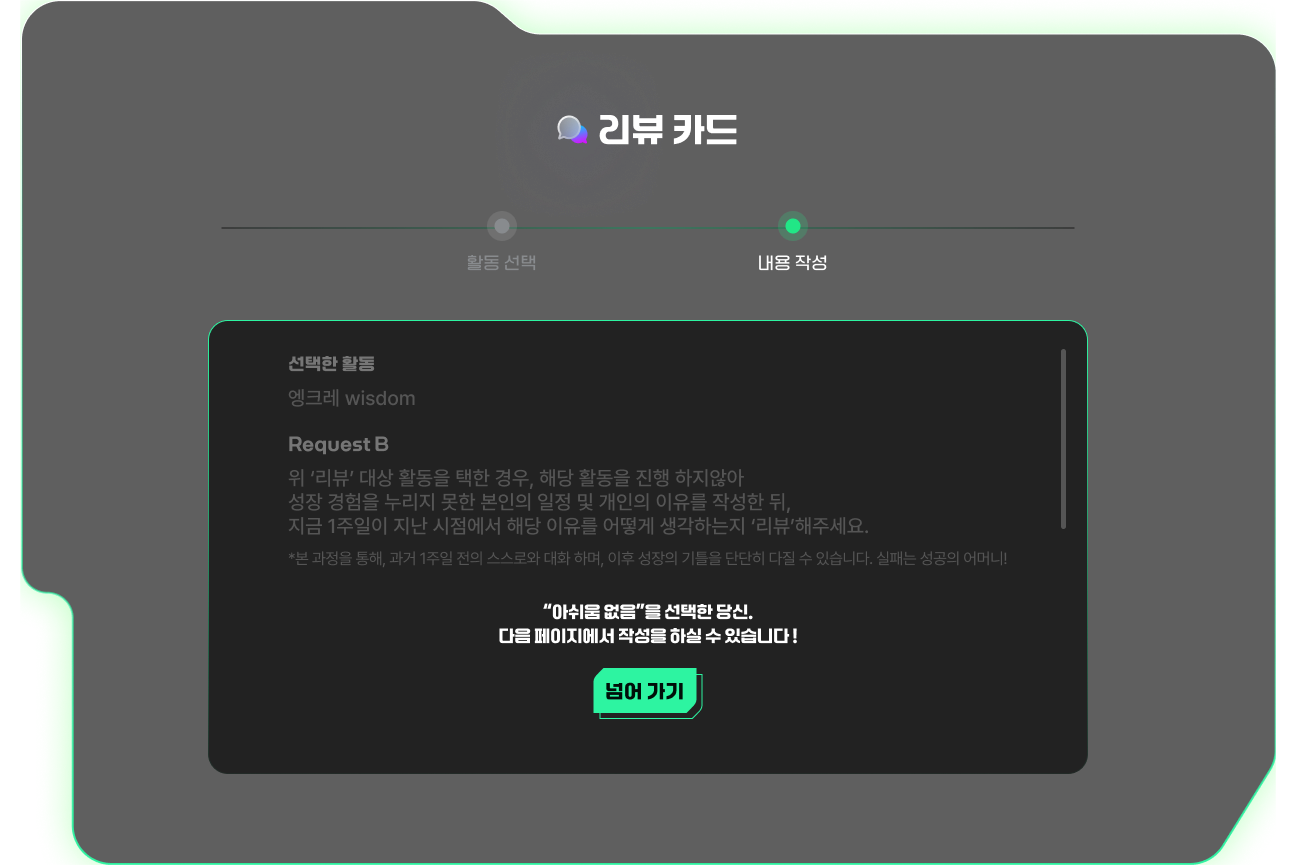 리뷰 카드
활동 선택
내용 작성
선택한 활동
엥크레 wisdom
Request B
위 ‘리뷰’ 대상 활동을 택한 경우, 해당 활동을 진행 하지않아
성장 경험을 누리지 못한 본인의 일정 및 개인의 이유를 작성한 뒤,
지금 1주일이 지난 시점에서 해당 이유를 어떻게 생각하는지 ‘리뷰’해주세요.
*본 과정을 통해, 과거 1주일 전의 스스로와 대화 하며, 이후 성장의 기틀을 단단히 다질 수 있습니다. 실패는 성공의 어머니!
“아쉬움 없음”을 선택한 당신.
다음 페이지에서 작성을 하실 수 있습니다 !
넘어 가기